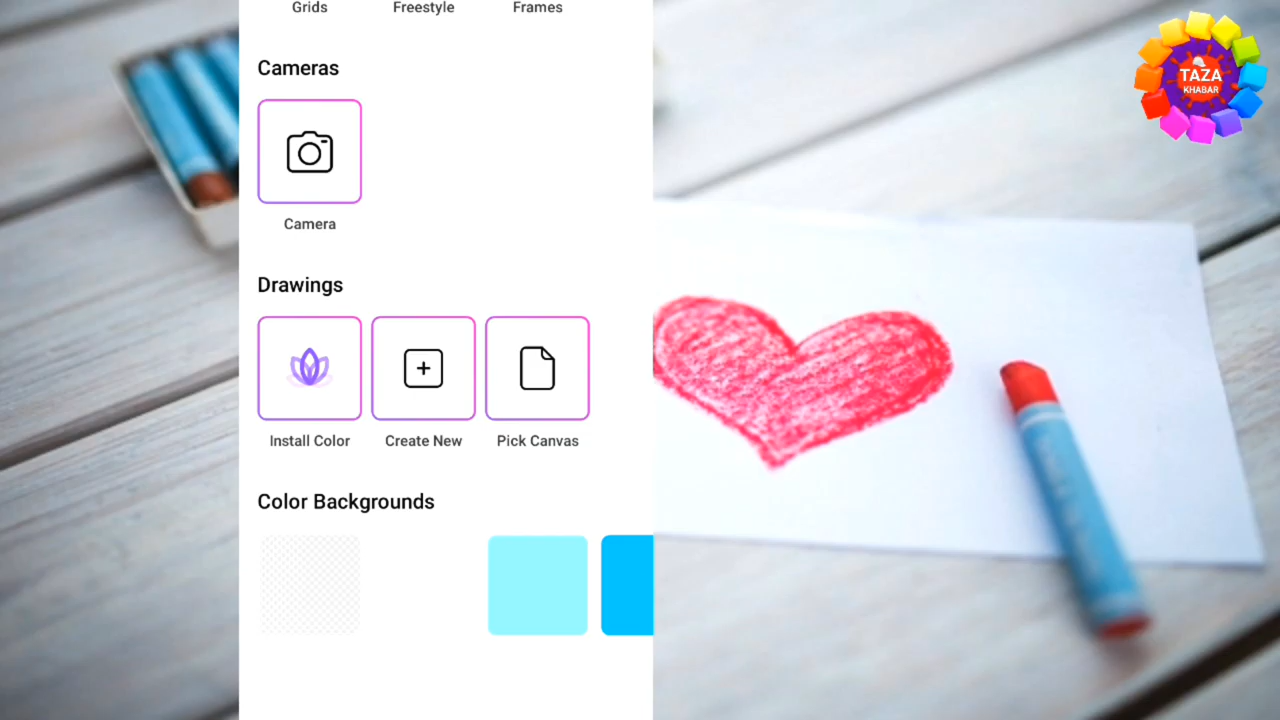 Grids Freestyle Frames
Cameras
Camera
Drawings
Install Color Create New Pick Canvas
Color Backgrounds
TAZA
KHABAR